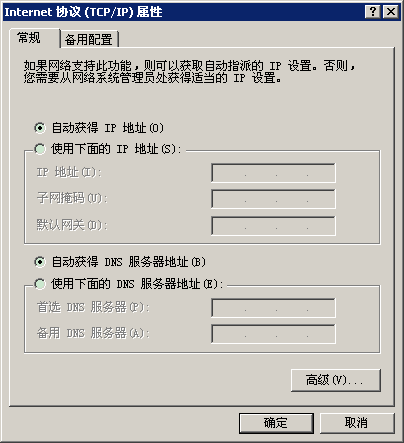 Internet 协议 (TCP/IP) 属性
常规
备用配置
如果网络支持此功能，则可以获取自动指派的 IP 设置。否则，
您需要从网络系统管理员处获得适当的 IP 设置。
自动获得 IP 地址(O)
使用下面的 IP 地址(S):
IP 地址(I):
子网掩码(U):
默认网关(D):
自动获得 DNS 服务器地址(B)
使用下面的 DNS 服务器地址(E):
首选 DNS 服务器(P):
备用 DNS 服务器(A):
高级(V)...
确定
取消